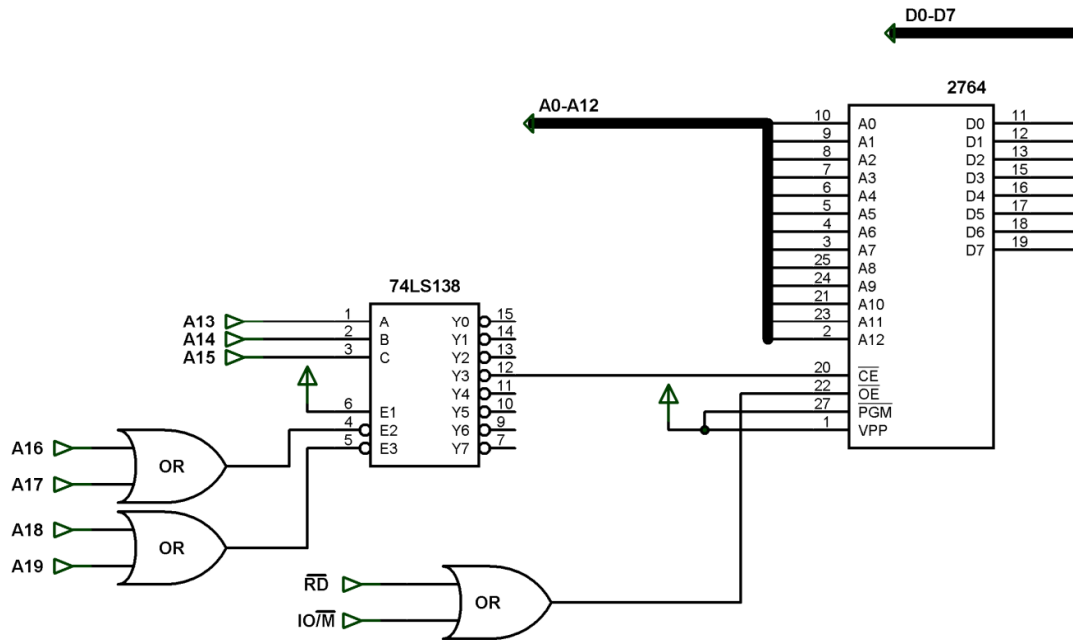 D0-D7
2764
A0-A12
10 A0 D0 11
9 A1 D1 12
8 A2 D2 13
7 A3 D3 15
6 A4 D4 16
5 A5 D5 17
4 A6 D6 18
3 A7 D7 19
25 A8
24 A9
21 A10
23 A11
2 A12
20 CE
22 OE
27 PGM
1 VPP
74LS138
A13 1 A Y0 15
A14 2 B Y1 14
A15 3 C Y2 13
Y3 12
Y4 11
6 E1 Y5 10
4 E2 Y6 9
5 E3 Y7 7
A16
OR
A17
A18
OR
A19
RD
OR
IO/M